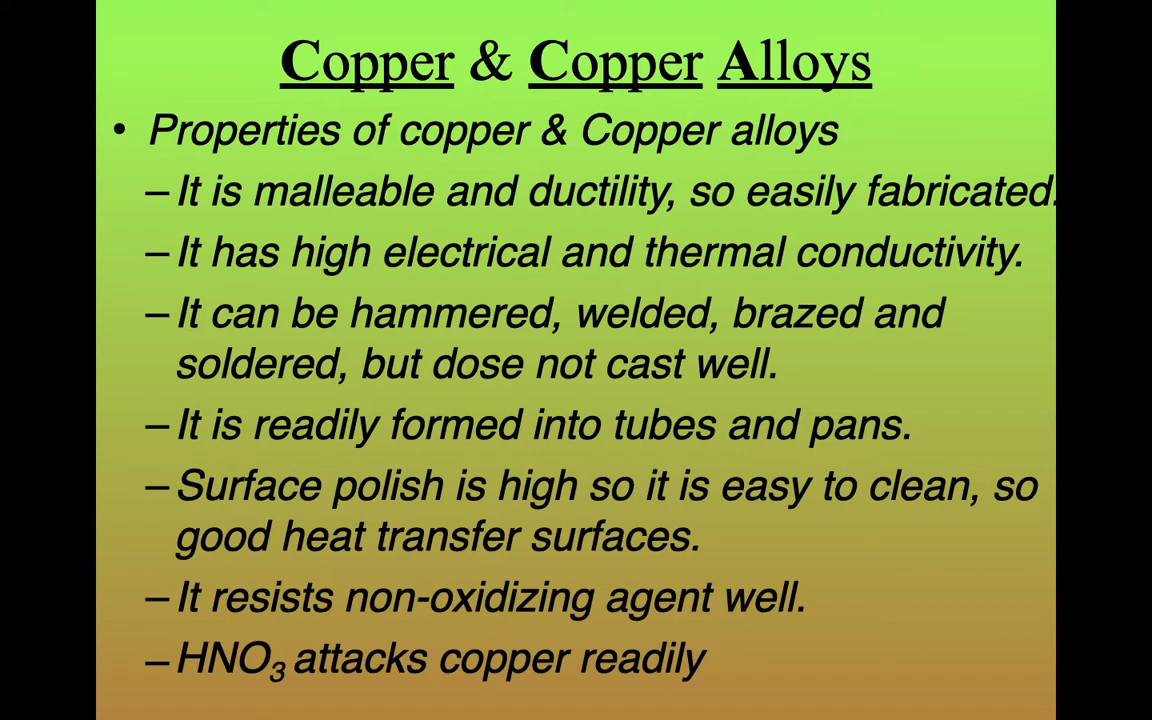 Copper & Copper Alloys
• Properties of copper & Copper alloys
– It is malleable and ductility, so easily fabricated.
– It has high electrical and thermal conductivity.
– It can be hammered, welded, brazed and
soldered, but dose not cast well.
– It is readily formed into tubes and pans.
– Surface polish is high so it is easy to clean, so
good heat transfer surfaces.
– It resists non-oxidizing agent well.
– HNO₃ attacks copper readily